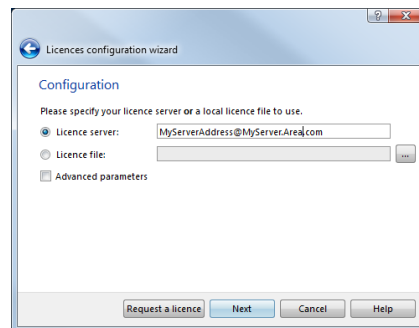 Licences configuration wizard
Configuration
Please specify your licence server or a local licence file to use.
Licence server: MyServerAddress@MyServer.Area.com
Licence file: ...
Advanced parameters
Request a licence Next Cancel Help